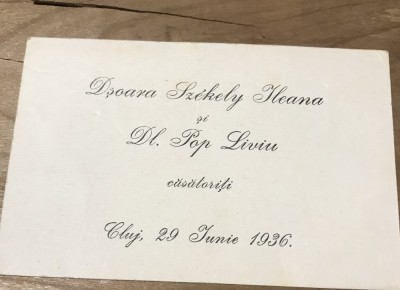 Dșoara Székely Ileana
și
Dl. Pop Liviu
căsătoriți
Cluj, 29 Iunie 1936.